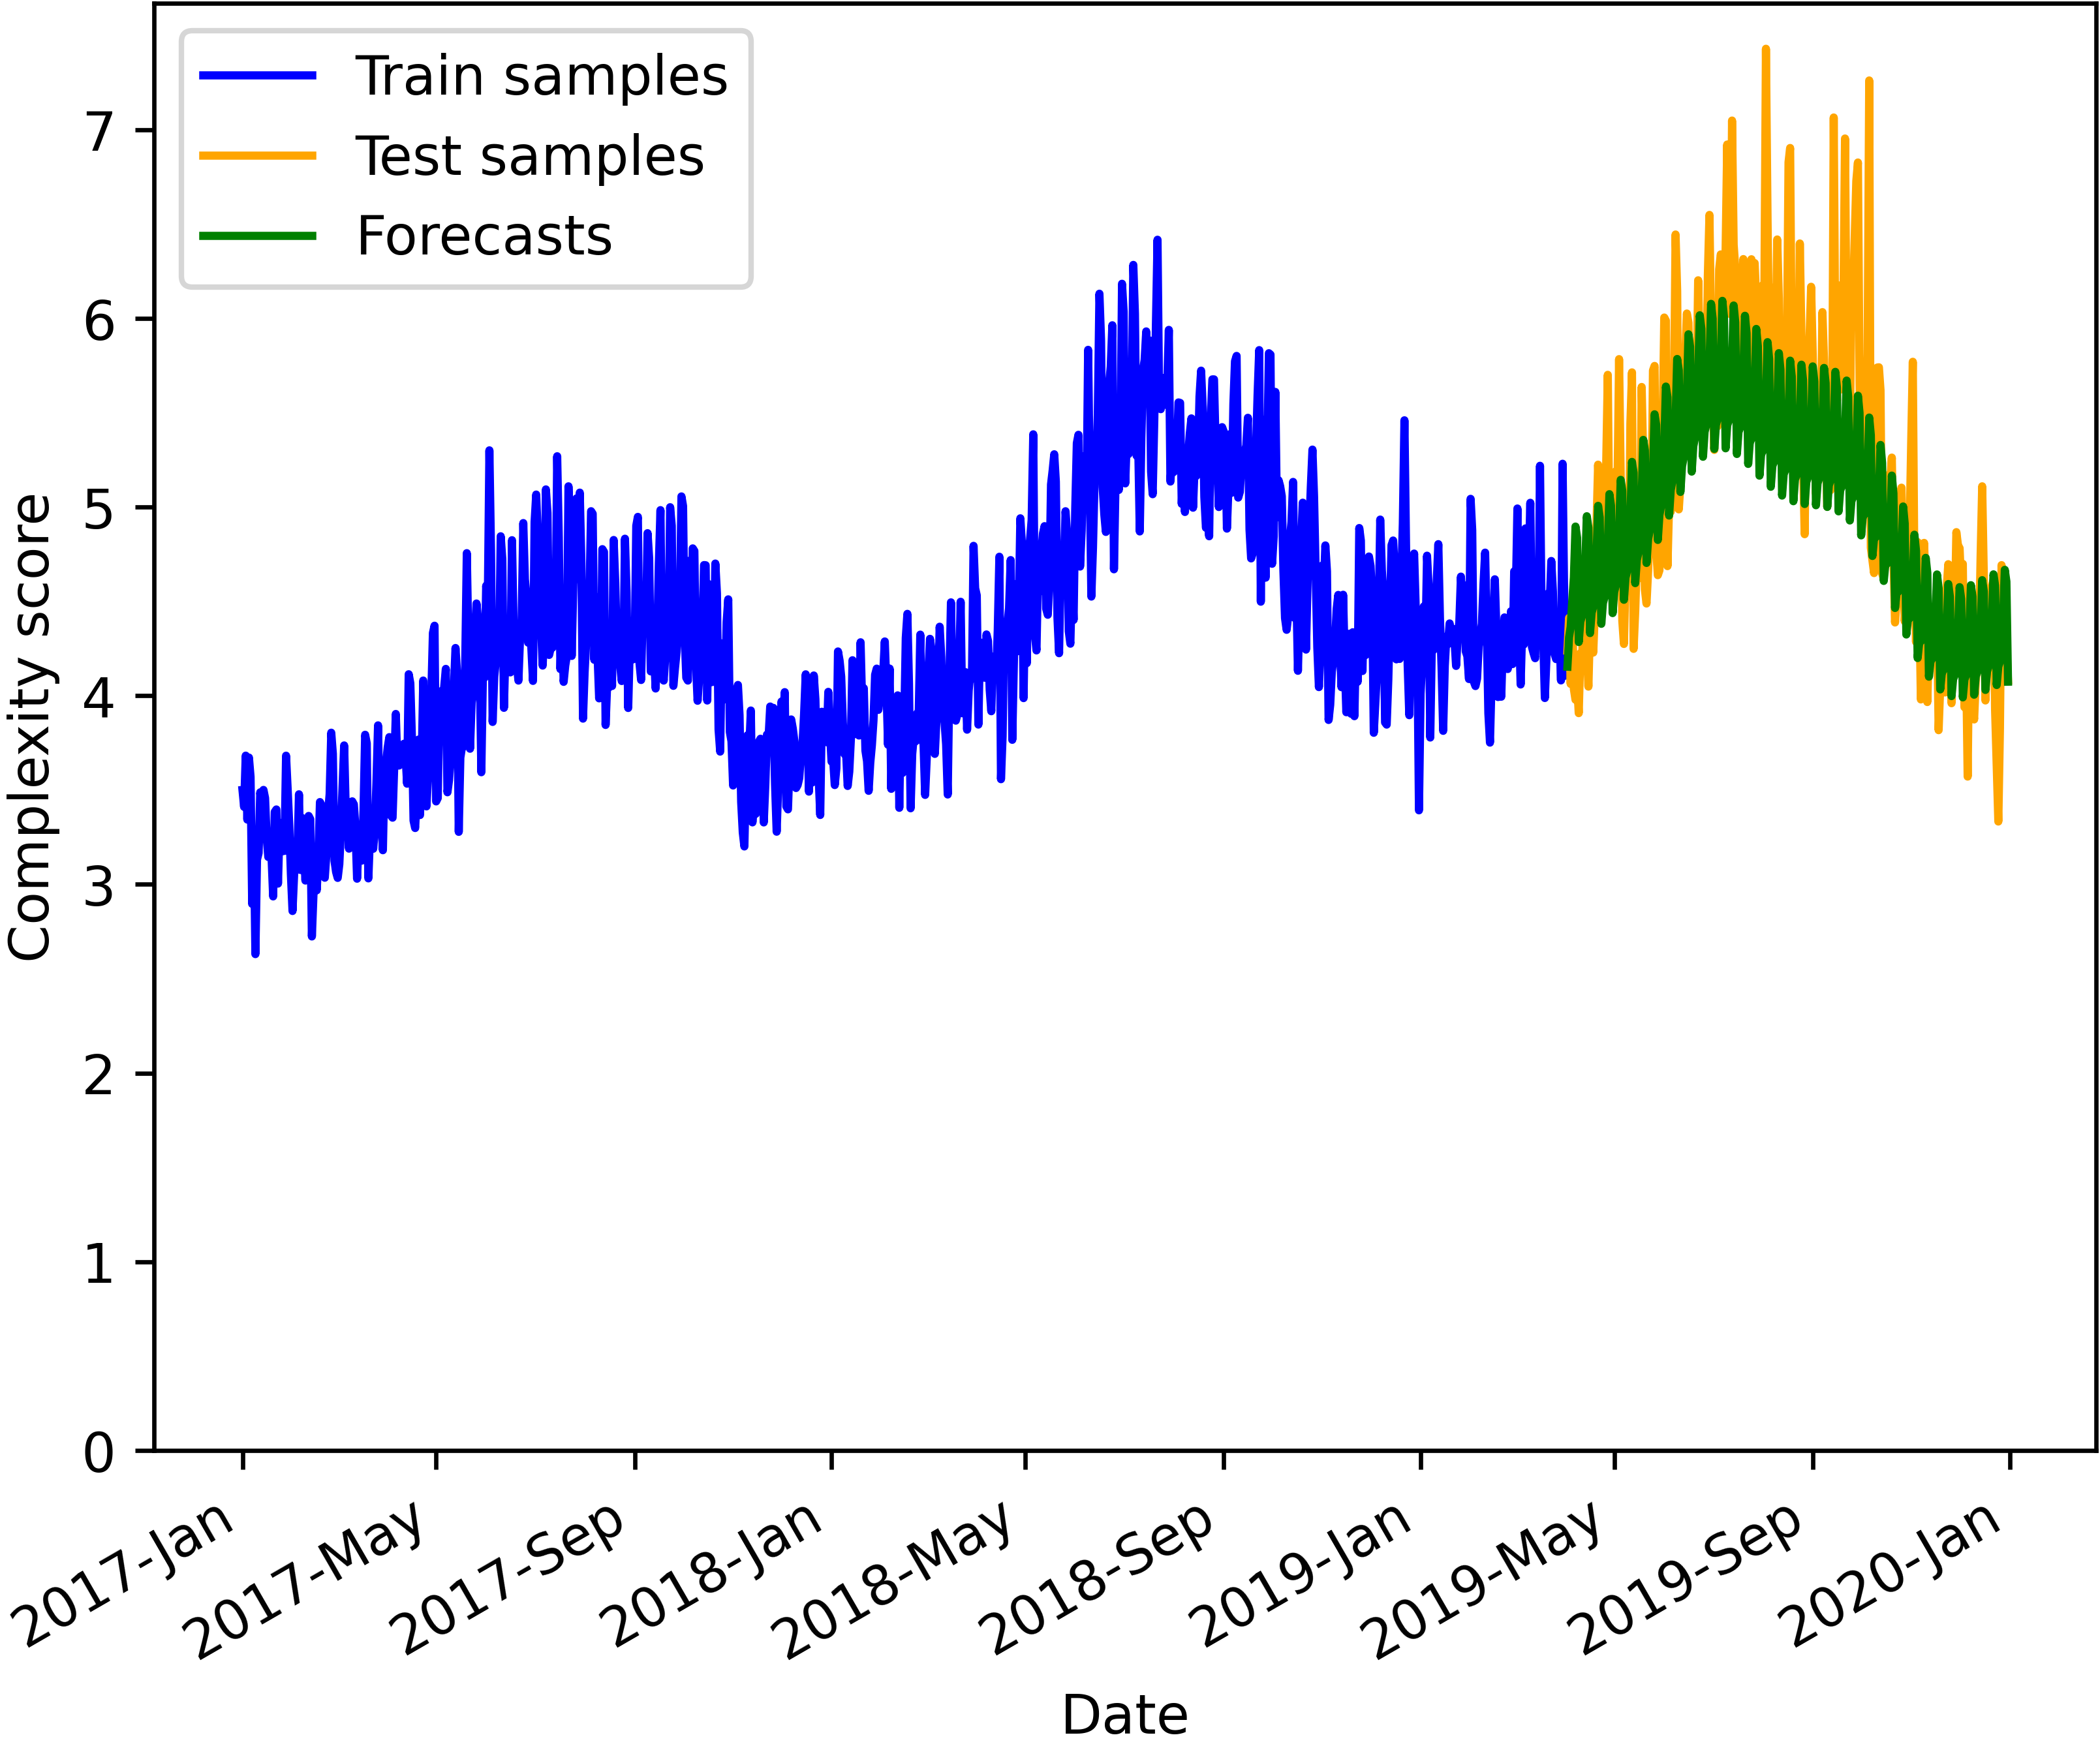 Train samples
Test samples
Forecasts
7
6
5
4
3
2
1
0
Complexity score
2017-Jan
2017-May
2017-Sep
2018-Jan
2018-May
2018-Sep
2019-Jan
2019-May
2019-Sep
2020-Jan
Date